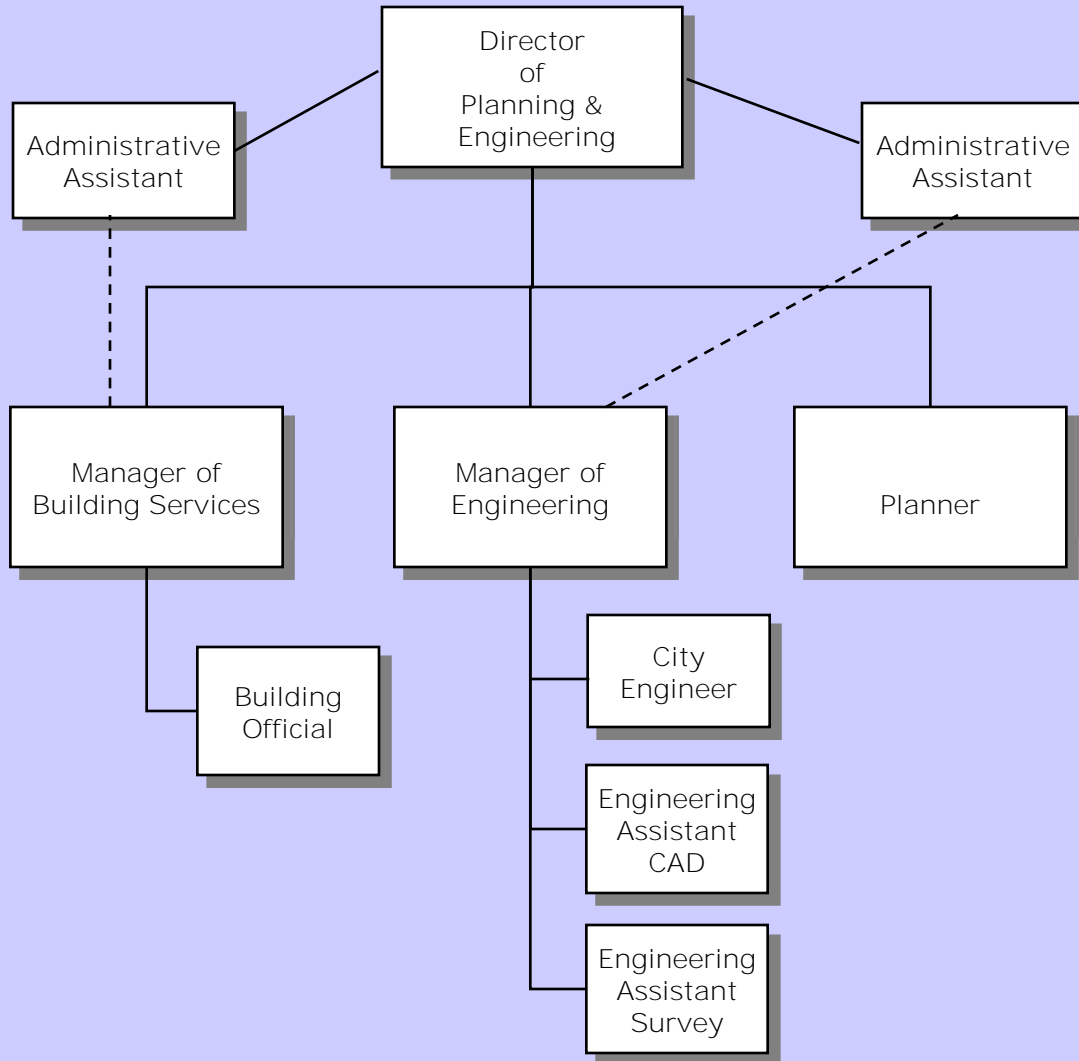 Director
of
Planning &
Engineering
Administrative
Assistant
Administrative
Assistant
Manager of
Building Services
Manager of
Engineering
Planner
Building
Official
City
Engineer
Engineering
Assistant
CAD
Engineering
Assistant
Survey